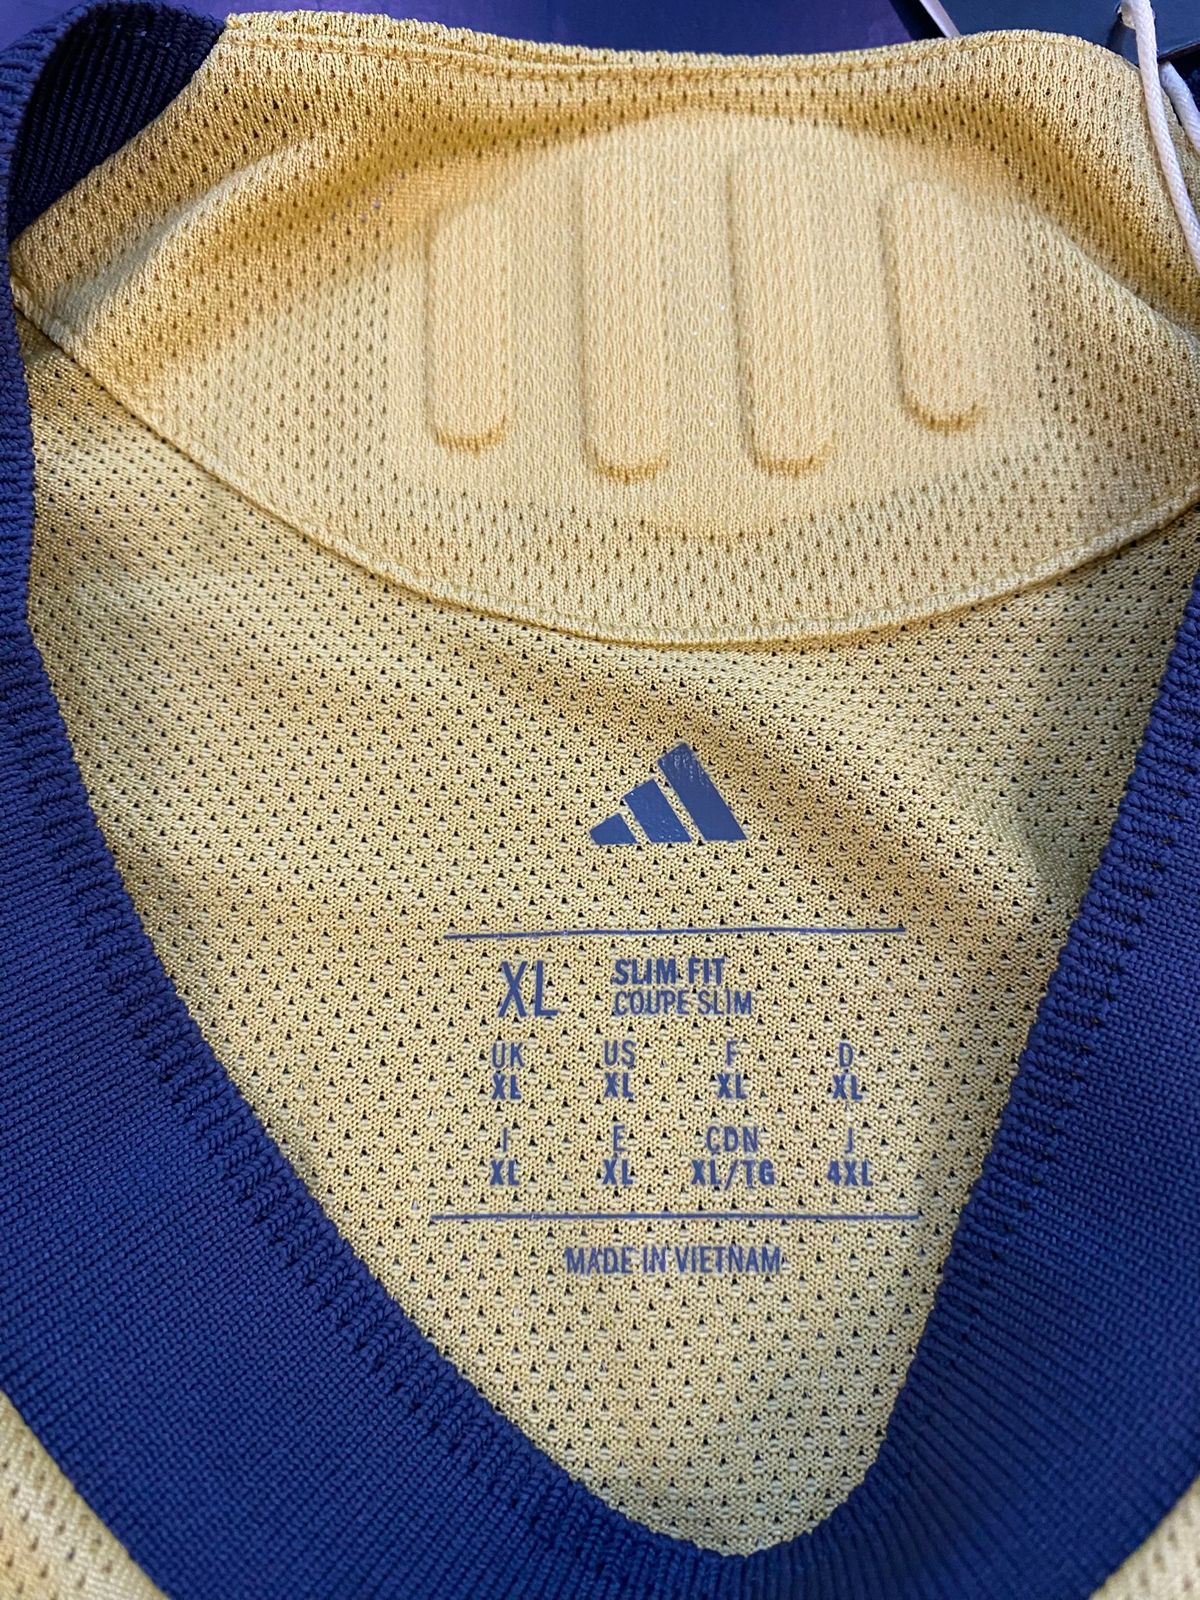 XL SLIM FIT
COUPE SLIM
UK US F D
XL XL XL XL
I E CDN J
XL XL XL/TG 4XL
MADE IN VIETNAM